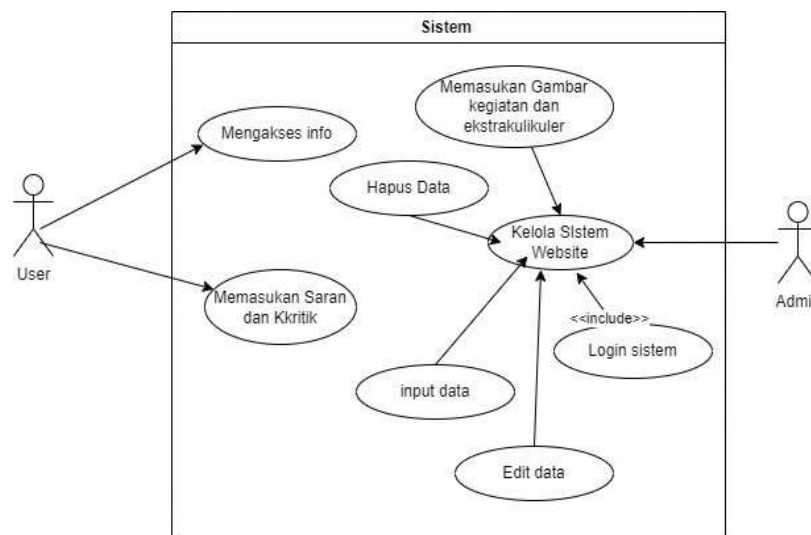 Sistem
Memasukan Gambar
kegiatan dan
ekstrakulikuler
Mengakses info
Hapus Data
Kelola SIstem
Website
User
Admi
Memasukan Saran
dan Kkritik
<<include>>
Login sistem
input data
Edit data